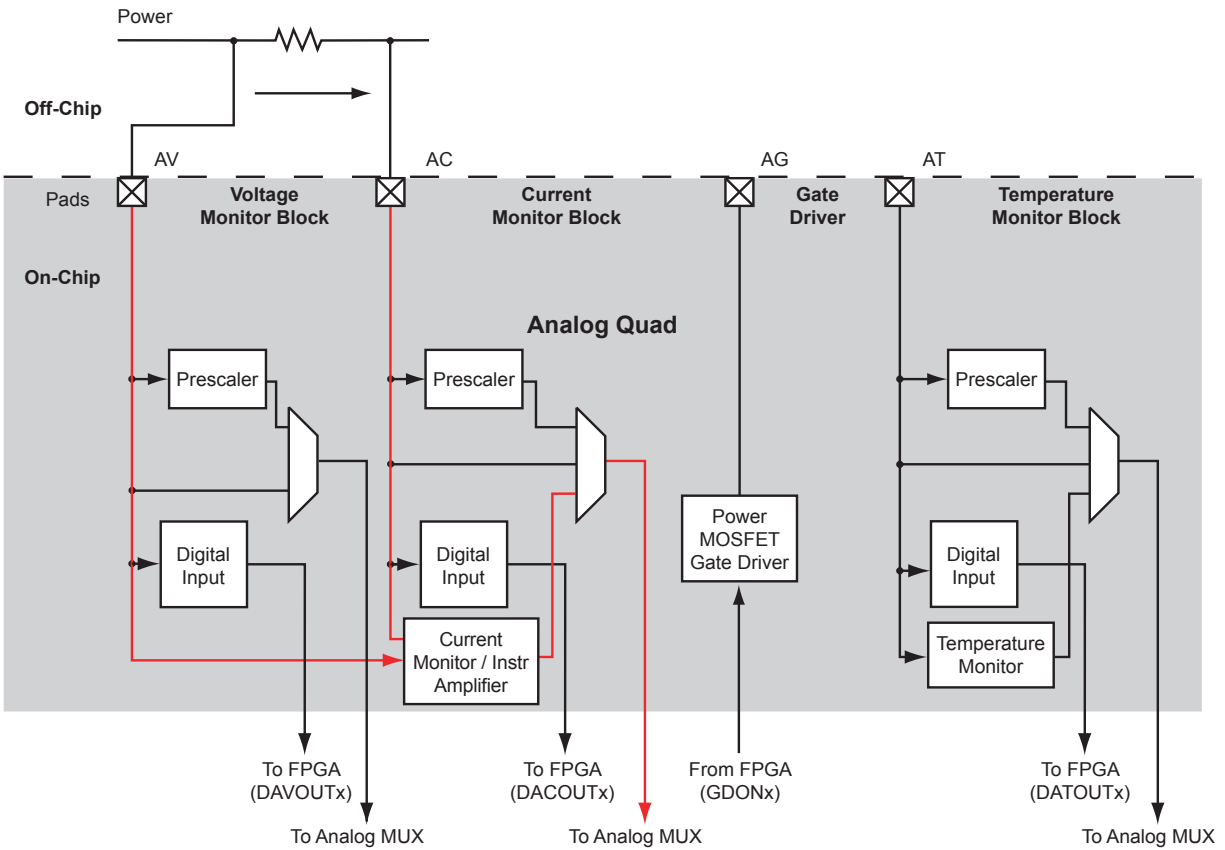 Power
Off-Chip
AV
AC
AG
AT
Pads
Voltage
Monitor Block
Current
Monitor Block
Gate
Driver
Temperature
Monitor Block
On-Chip
Analog Quad
Prescaler
Prescaler
Prescaler
Digital
Input
Digital
Input
Power
MOSFET
Gate Driver
Digital
Input
Current
Monitor / Instr
Amplifier
Temperature
Monitor
To FPGA
(DAVOUTx)
To FPGA
(DACOUTx)
From FPGA
(GDONx)
To FPGA
(DATOUTx)
To Analog MUX
To Analog MUX
To Analog MUX